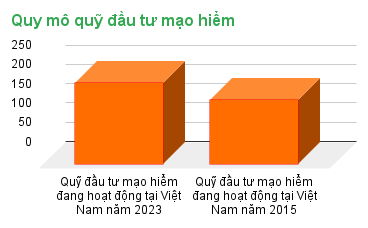 Quy mô quỹ đầu tư mạo hiểm
250
200
150
100
50
0
Quỹ đầu tư mạo hiểm
đang hoạt động tại Việt
Nam năm 2023
Quỹ đầu tư mạo hiểm
đang hoạt động tại Việt
Nam năm 2015